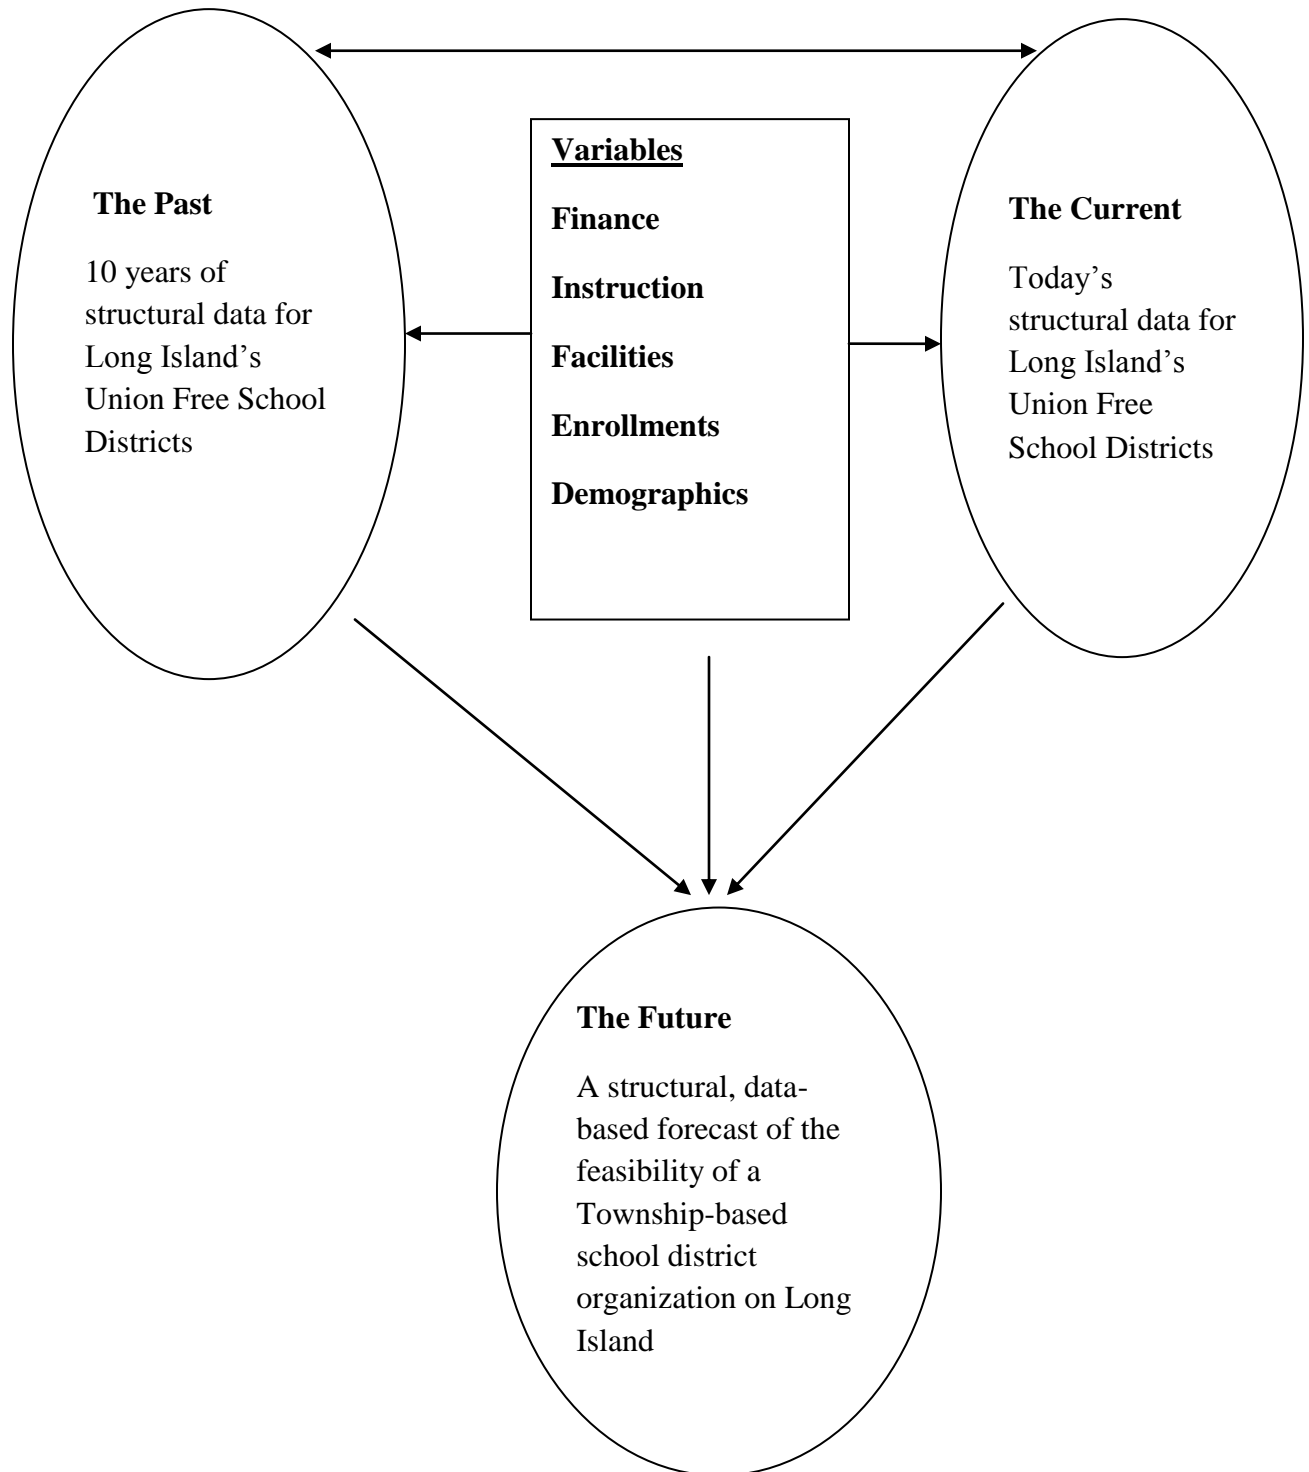 The Past
10 years of
structural data for
Long Island’s
Union Free School
Districts
Variables
Finance
Instruction
Facilities
Enrollments
Demographics
The Current
Today’s
structural data for
Long Island’s
Union Free
School Districts
The Future
A structural, data-
based forecast of the
feasibility of a
Township-based
school district
organization on Long
Island